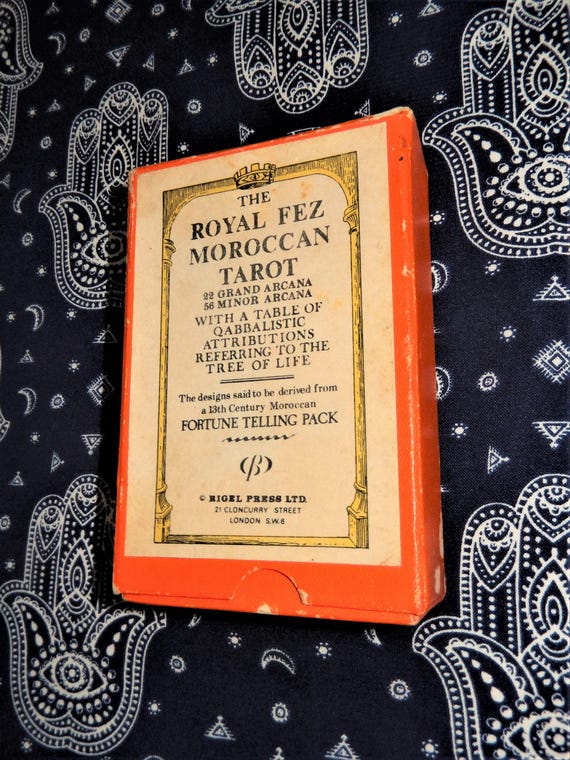 THE
ROYAL FEZ
MOROCCAN
TAROT
22 GRAND ARCANA
56 MINOR ARCANA
WITH A TABLE OF
QABBALISTIC
ATTRIBUTIONS
REFERRING TO THE
TREE OF LIFE
The designs said to be derived from
a 13th Century Moroccan
FORTUNE TELLING PACK
© RIGEL PRESS LTD.
21 CLONCURRY STREET
LONDON S.W.6